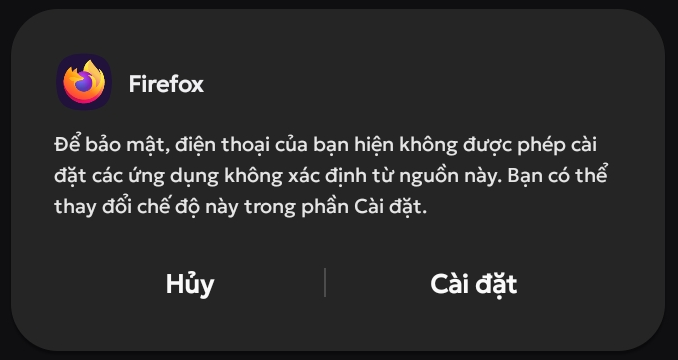 Firefox
Để bảo mật, điện thoại của bạn hiện không được phép cài
đặt các ứng dụng không xác định từ nguồn này. Bạn có thể
thay đổi chế độ này trong phần Cài đặt.
Hủy
Cài đặt